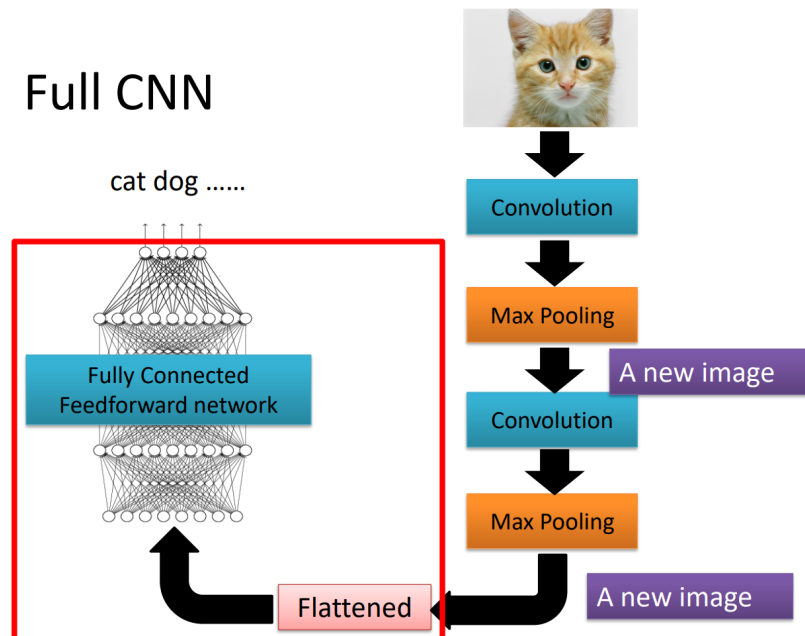 Full CNN
cat dog ……
Convolution
Max Pooling
A new image
Convolution
Max Pooling
A new image
Flattened
Fully Connected
Feedforward network